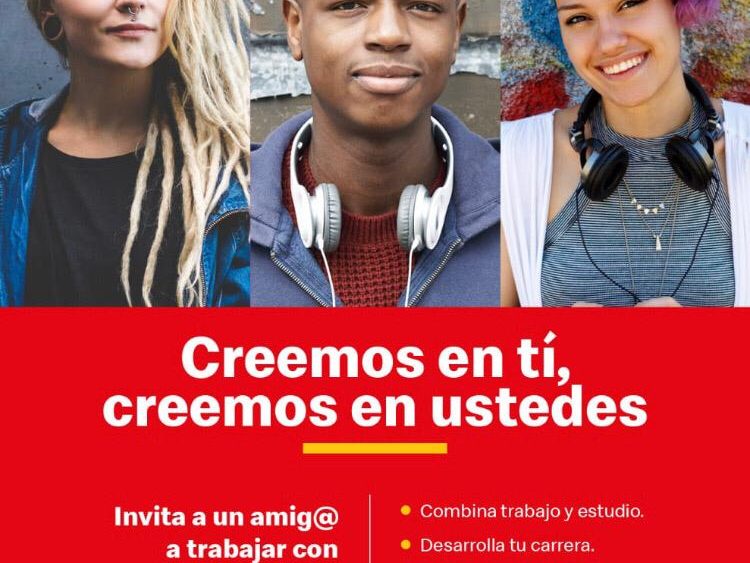 Creemos en tí,
creemos en ustedes
Invita a un amig@
a trabajar con
Combina trabajo y estudio.
Desarrolla tu carrera.